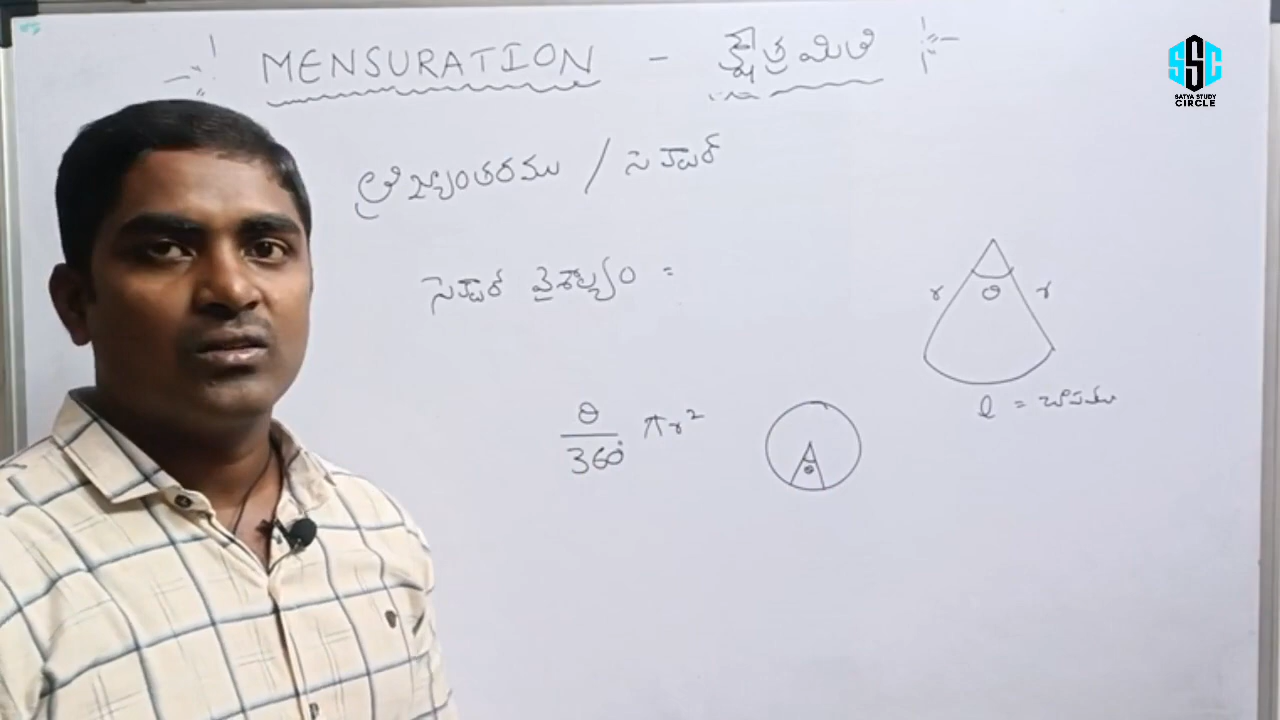 MENSURATION - క్షేత్రమితి
SSC
SATYA STUDY
CIRCLE
త్రిజ్యాంతరము / సెక్టార్
సెక్టార్ వైశాల్యం =
r θ r
l = చాపము
θ/360° πr²
θ